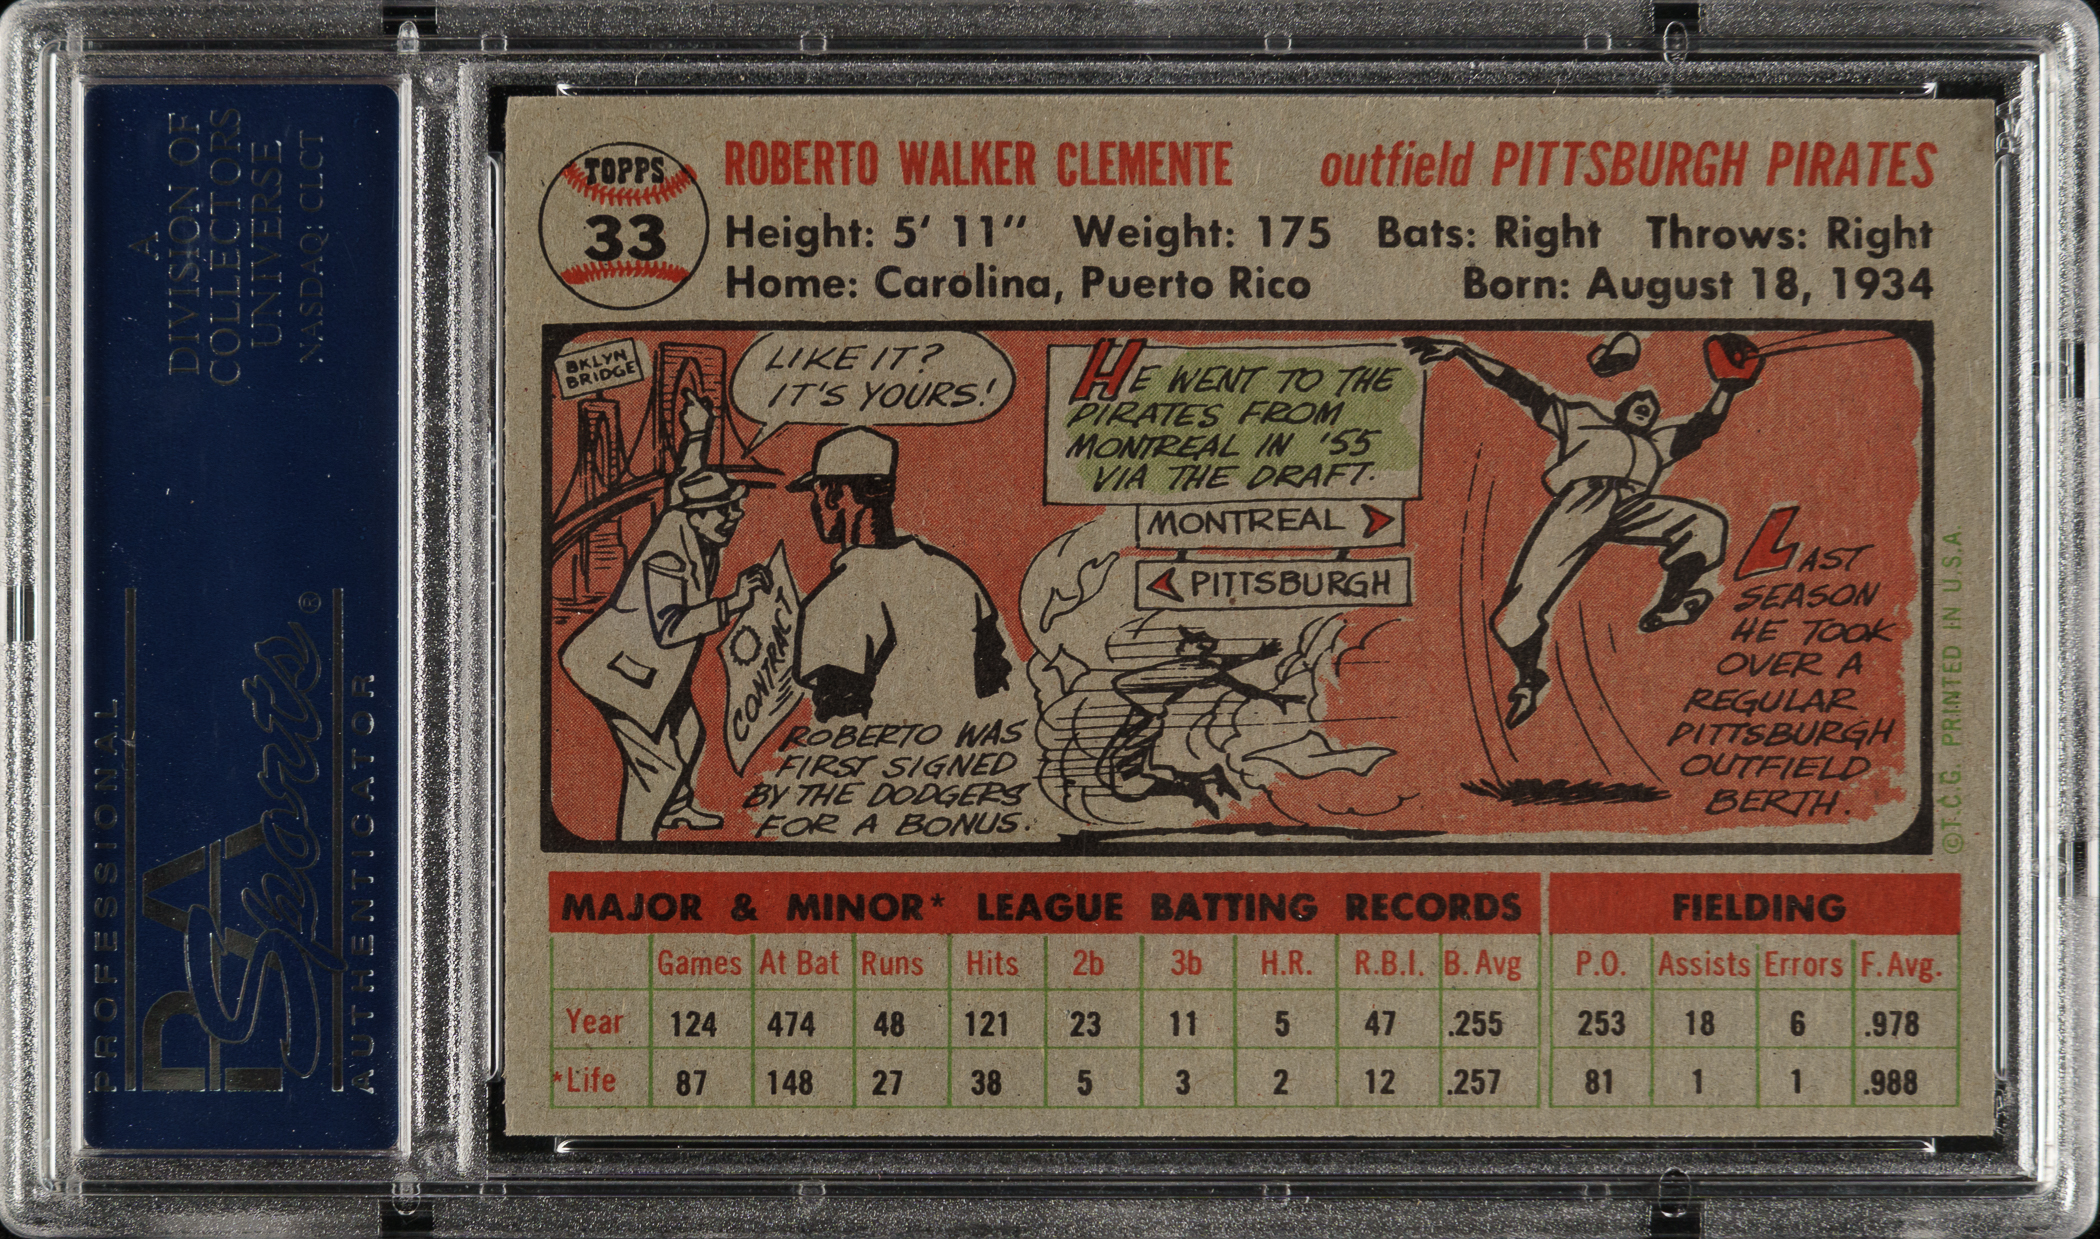 A
DIVISION OF
COLLECTORS
UNIVERSE
NASDAQ: CLCT
PROFESSIONAL
PSA
Sports®
AUTHENTICATOR
TOPPS
33
ROBERTO WALKER CLEMENTE outfield PITTSBURGH PIRATES
Height: 5' 11" Weight: 175 Bats: Right Throws: Right
Home: Carolina, Puerto Rico Born: August 18, 1934
BKLYN
BRIDGE
LIKE IT?
IT'S YOURS!
CONTRACT
ROBERTO WAS
FIRST SIGNED
BY THE DODGERS
FOR A BONUS.
HE WENT TO THE
PIRATES FROM
MONTREAL IN '55
VIA THE DRAFT.
MONTREAL
PITTSBURGH
LAST
SEASON
HE TOOK
OVER A
REGULAR
PITTSBURGH
OUTFIELD
BERTH.
©T.C.G. PRINTED IN U.S.A.
MAJOR & MINOR* LEAGUE BATTING RECORDS FIELDING
Games At Bat Runs Hits 2b 3b H.R. R.B.I. B. Avg P.O. Assists Errors F. Avg.
Year 124 474 48 121 23 11 5 47 .255 253 18 6 .978
*Life 87 148 27 38 5 3 2 12 .257 81 1 1 .988